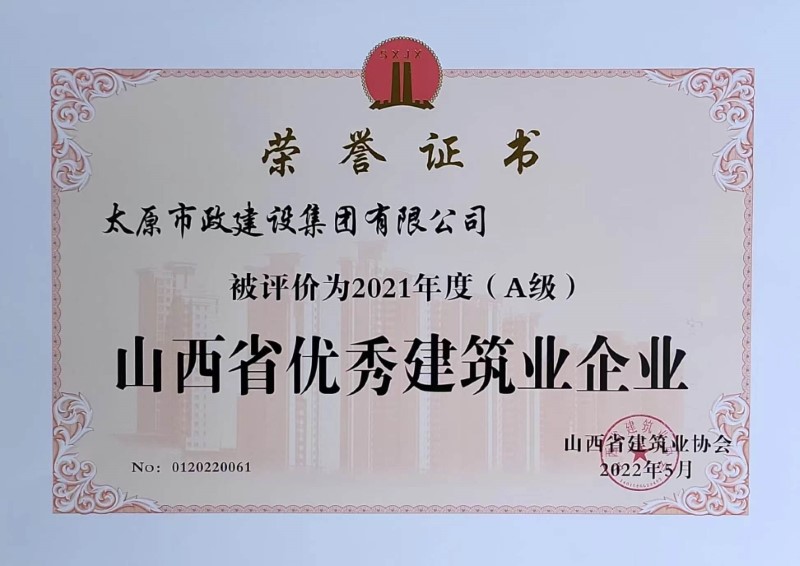 SXJX
荣誉证书
太原市政建设集团有限公司
被评价为2021年度（A级）
山西省优秀建筑业企业
山西省建筑业协会
No: 0120220061
2022年5月